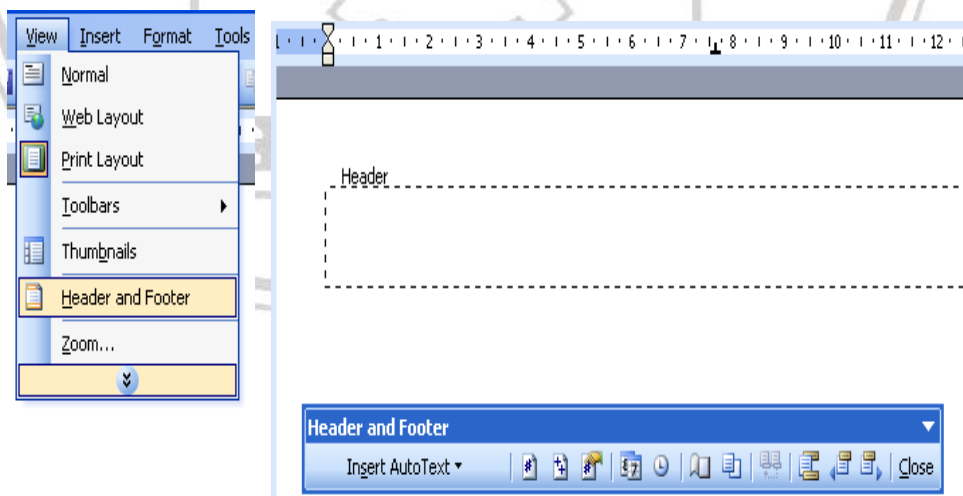 View Insert Format Tools
Normal
Web Layout
Print Layout
Toolbars
Thumbnails
Header and Footer
Zoom...
1 · 1 · 2 · 3 · 4 · 5 · 6 · 7 · 8 · 9 · 10 · 11 · 12
Header
Header and Footer
Insert AutoText
Close